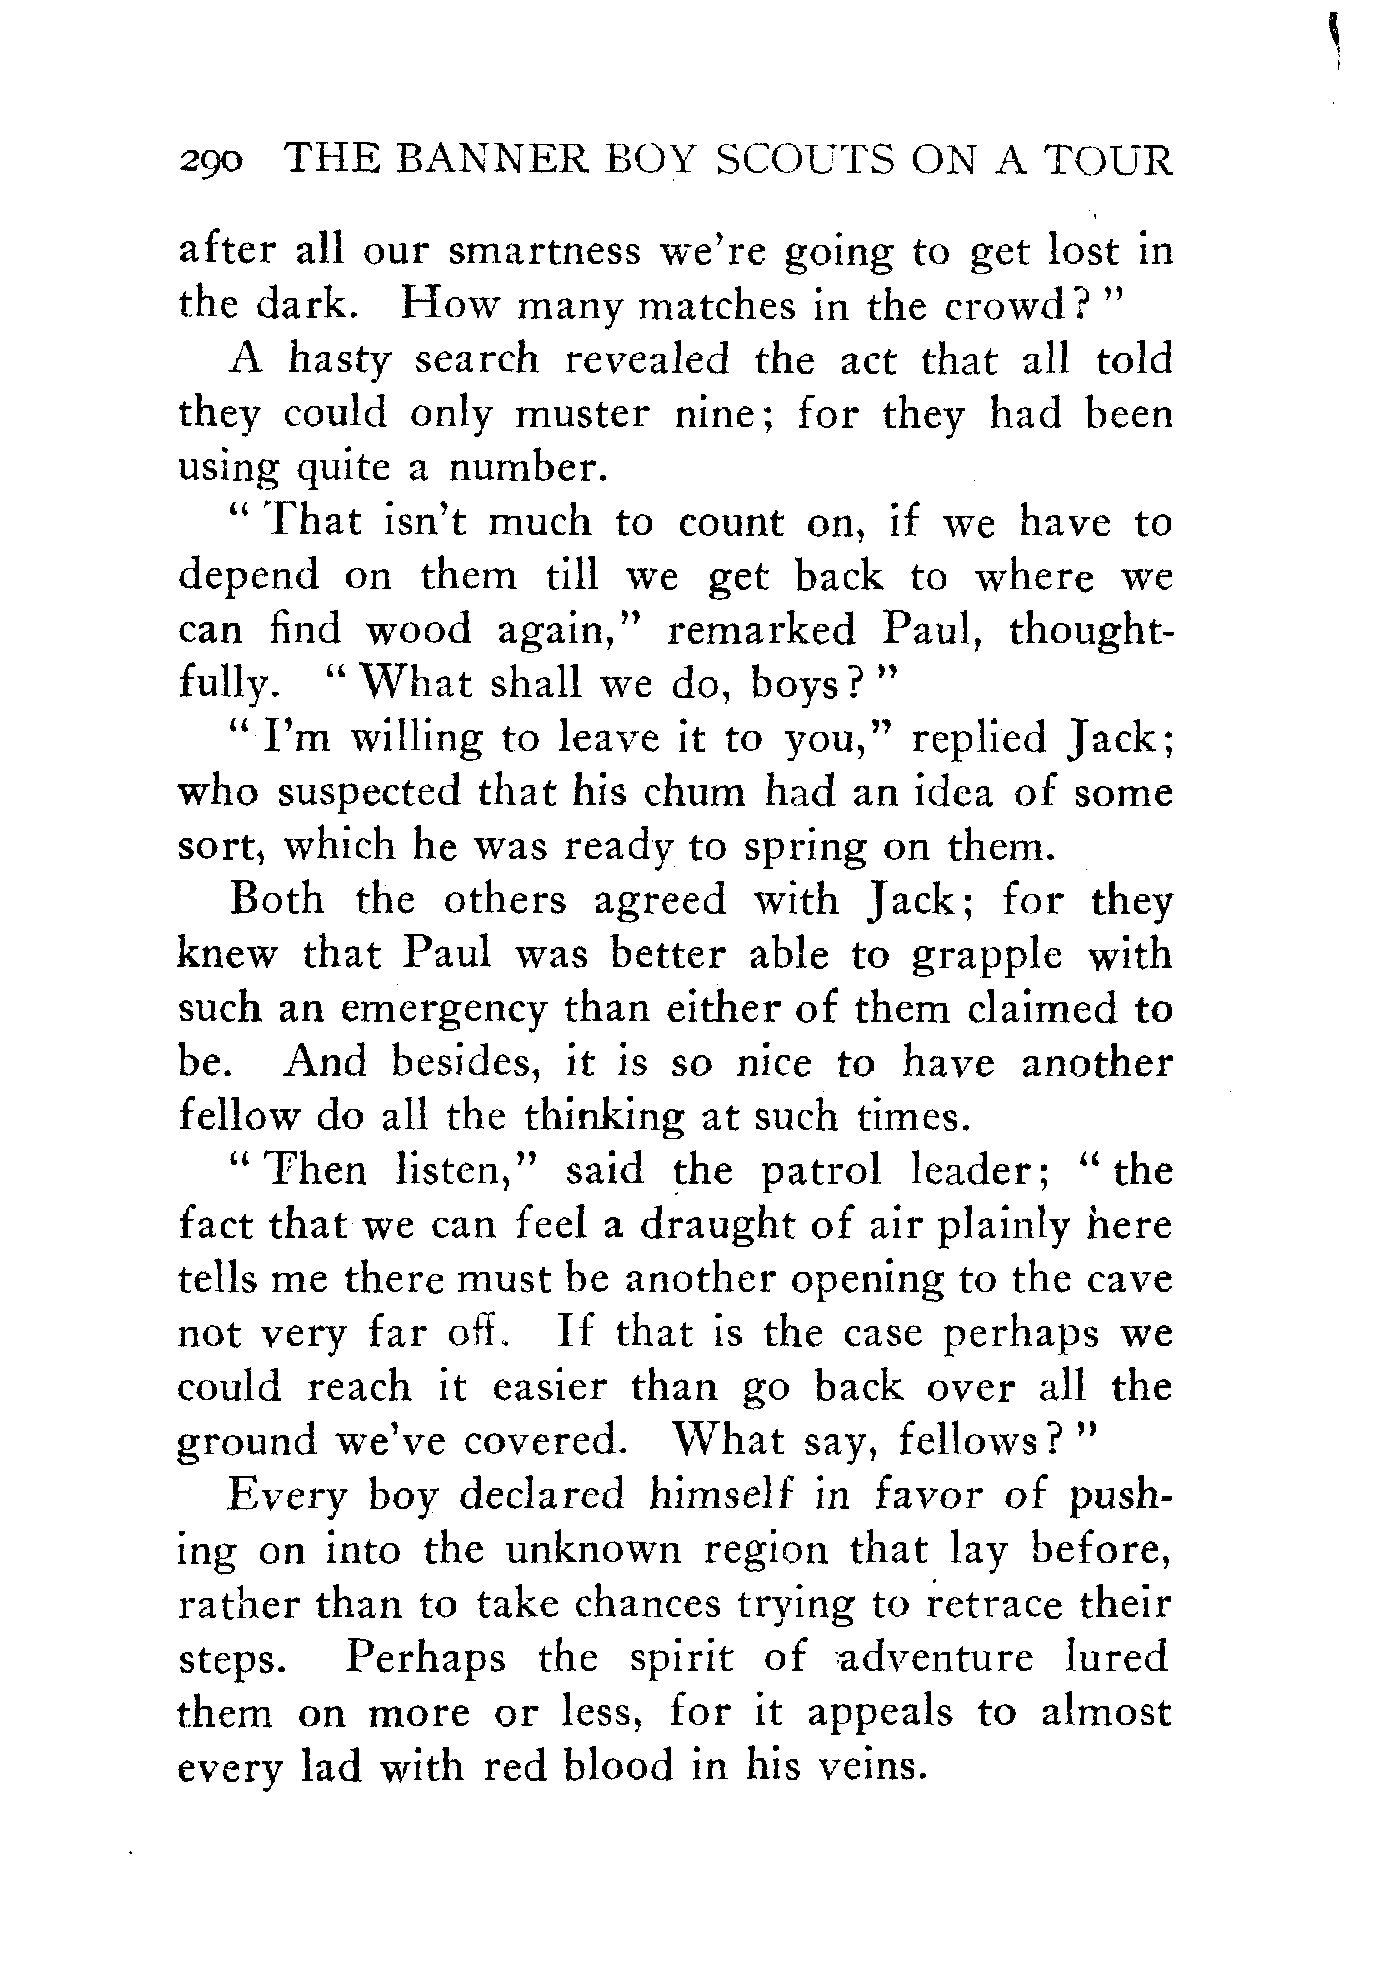 290 THE BANNER BOY SCOUTS ON A TOUR
after all our smartness we're going to get lost in
the dark. How many matches in the crowd? "
A hasty search revealed the act that all told
they could only muster nine; for they had been
using quite a number.
" That isn't much to count on, if we have to
depend on them till we get back to where we
can find wood again," remarked Paul, thought-
fully. " What shall we do, boys? "
" I'm willing to leave it to you," replied Jack;
who suspected that his chum had an idea of some
sort, which he was ready to spring on them.
Both the others agreed with Jack; for they
knew that Paul was better able to grapple with
such an emergency than either of them claimed to
be. And besides, it is so nice to have another
fellow do all the thinking at such times.
" Then listen," said the patrol leader; " the
fact that we can feel a draught of air plainly here
tells me there must be another opening to the cave
not very far off. If that is the case perhaps we
could reach it easier than go back over all the
ground we've covered. What say, fellows? "
Every boy declared himself in favor of push-
ing on into the unknown region that lay before,
rather than to take chances trying to retrace their
steps. Perhaps the spirit of adventure lured
them on more or less, for it appeals to almost
every lad with red blood in his veins.